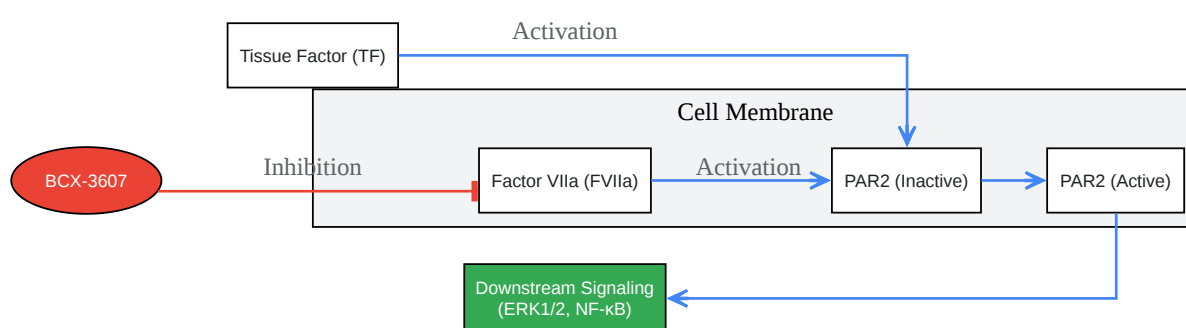 Activation
Tissue Factor (TF)
Cell Membrane
Inhibition
Activation
BCX-3607
Factor VIIa (FVIIa)
PAR2 (Inactive)
PAR2 (Active)
Downstream Signaling
(ERK1/2, NF-κB)